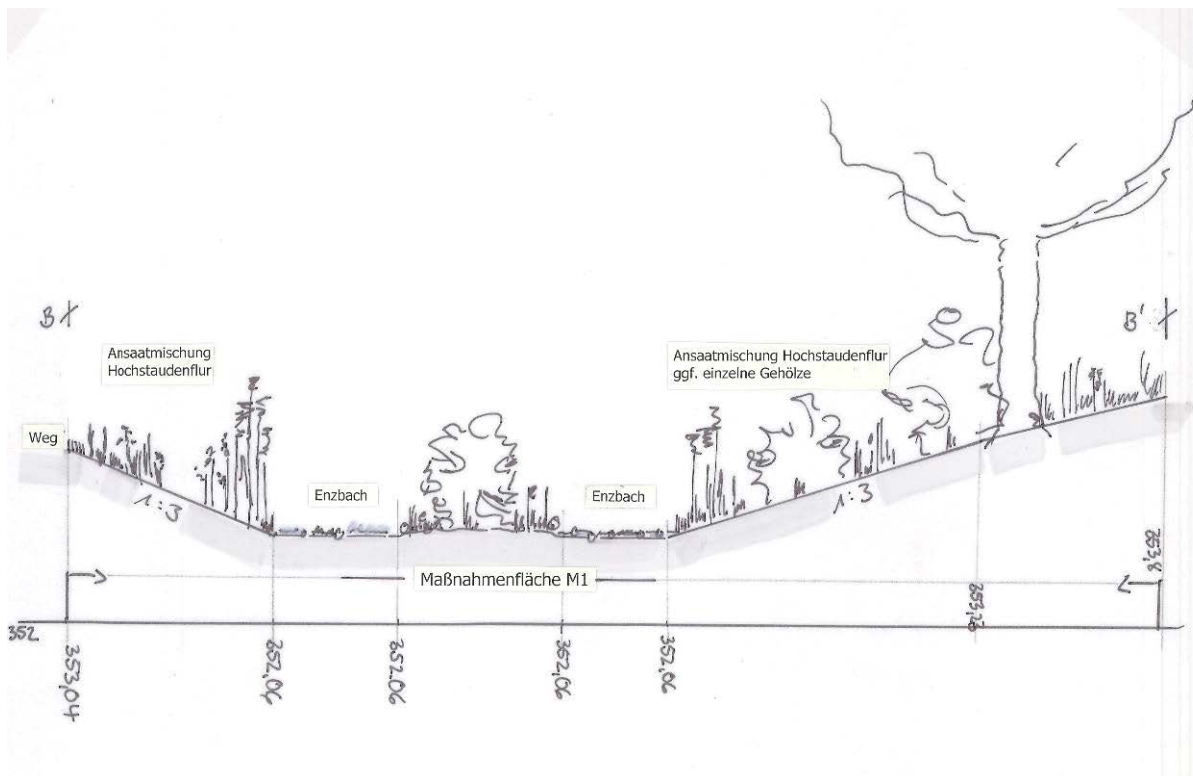 B
B'
Ansaatmischung
Hochstaudenflur
Ansaatmischung Hochstaudenflur
ggf. einzelne Gehölze
Weg
Enzbach
Enzbach
1:3
1:3
Maßnahmenfläche M1
352
353,04
352,06
352,06
352,06
352,06
353,8